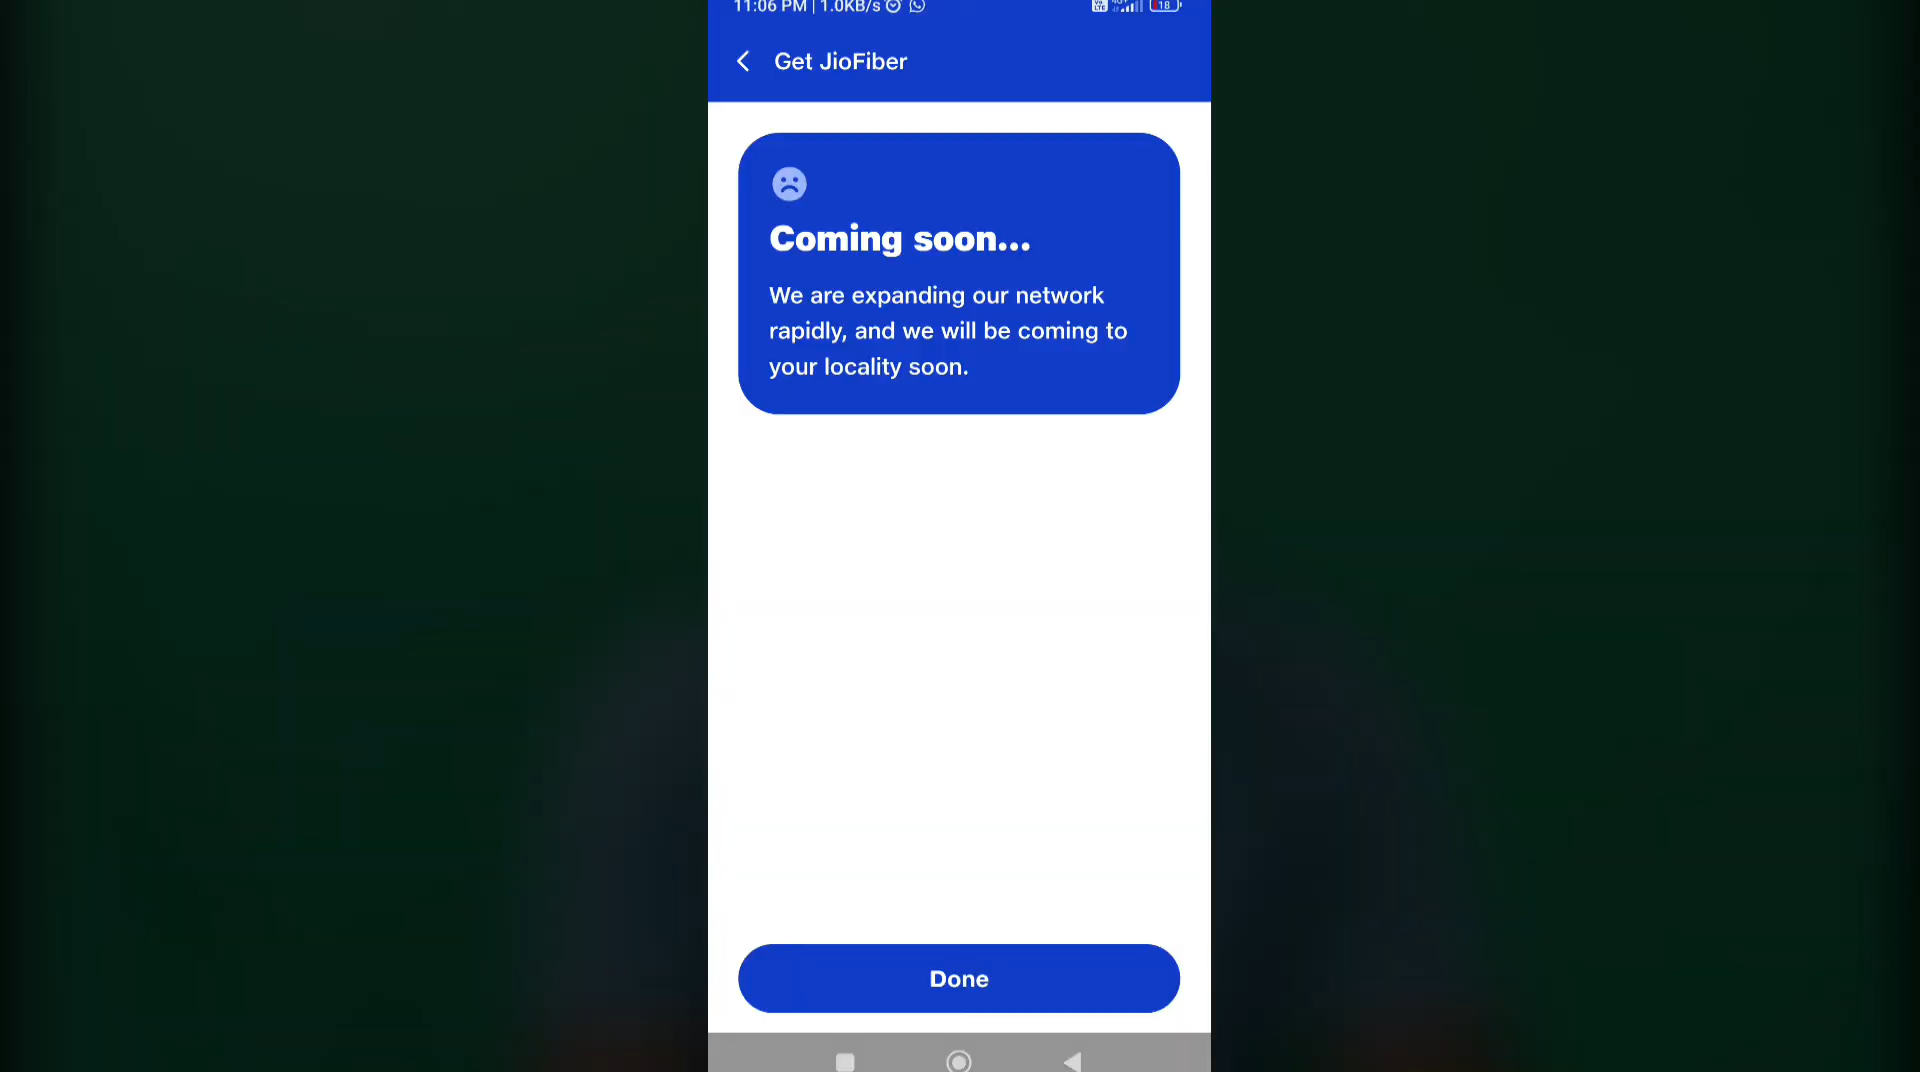 11:06 PM | 1.0KB/s
18
Get JioFiber
Coming soon...
We are expanding our network
rapidly, and we will be coming to
your locality soon.
Done